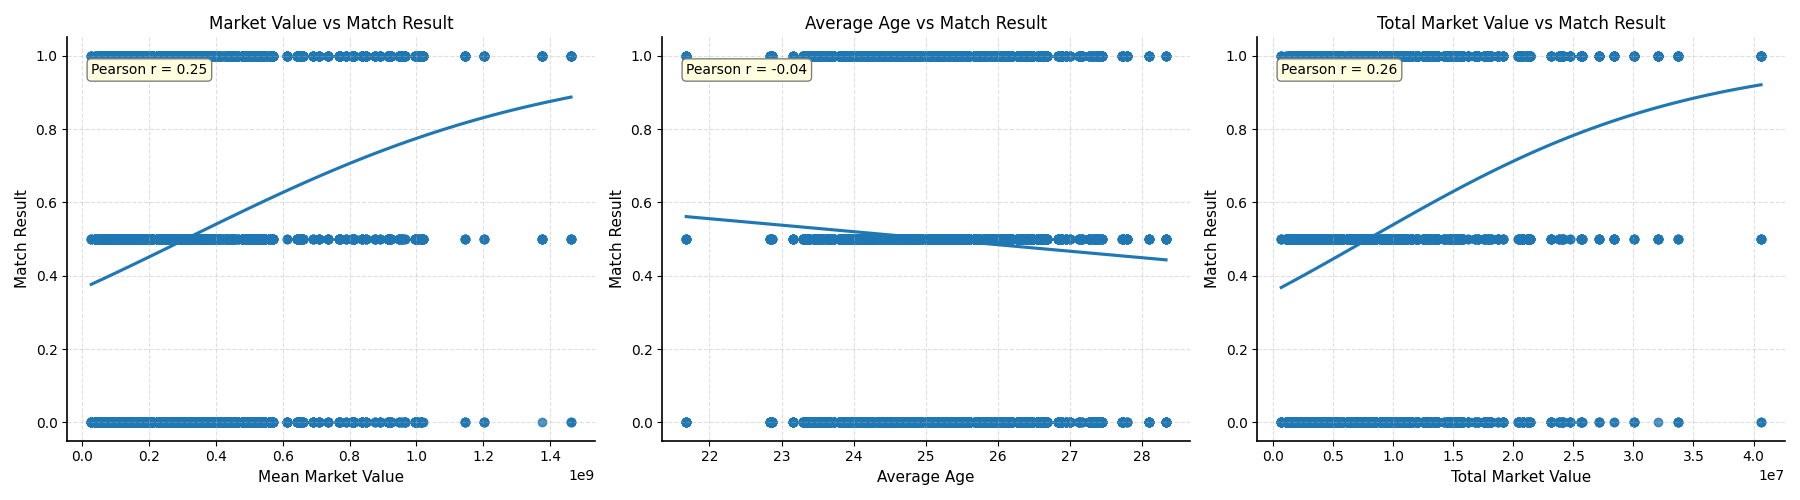 Market Value vs Match Result
Pearson r = 0.25
Match Result
1.0
0.8
0.6
0.4
0.2
0.0
0.0 0.2 0.4 0.6 0.8 1.0 1.2 1.4
1e9
Mean Market Value
Average Age vs Match Result
Pearson r = -0.04
Match Result
1.0
0.8
0.6
0.4
0.2
0.0
22 23 24 25 26 27 28
Average Age
Total Market Value vs Match Result
Pearson r = 0.26
Match Result
1.0
0.8
0.6
0.4
0.2
0.0
0.0 0.5 1.0 1.5 2.0 2.5 3.0 3.5 4.0
1e7
Total Market Value